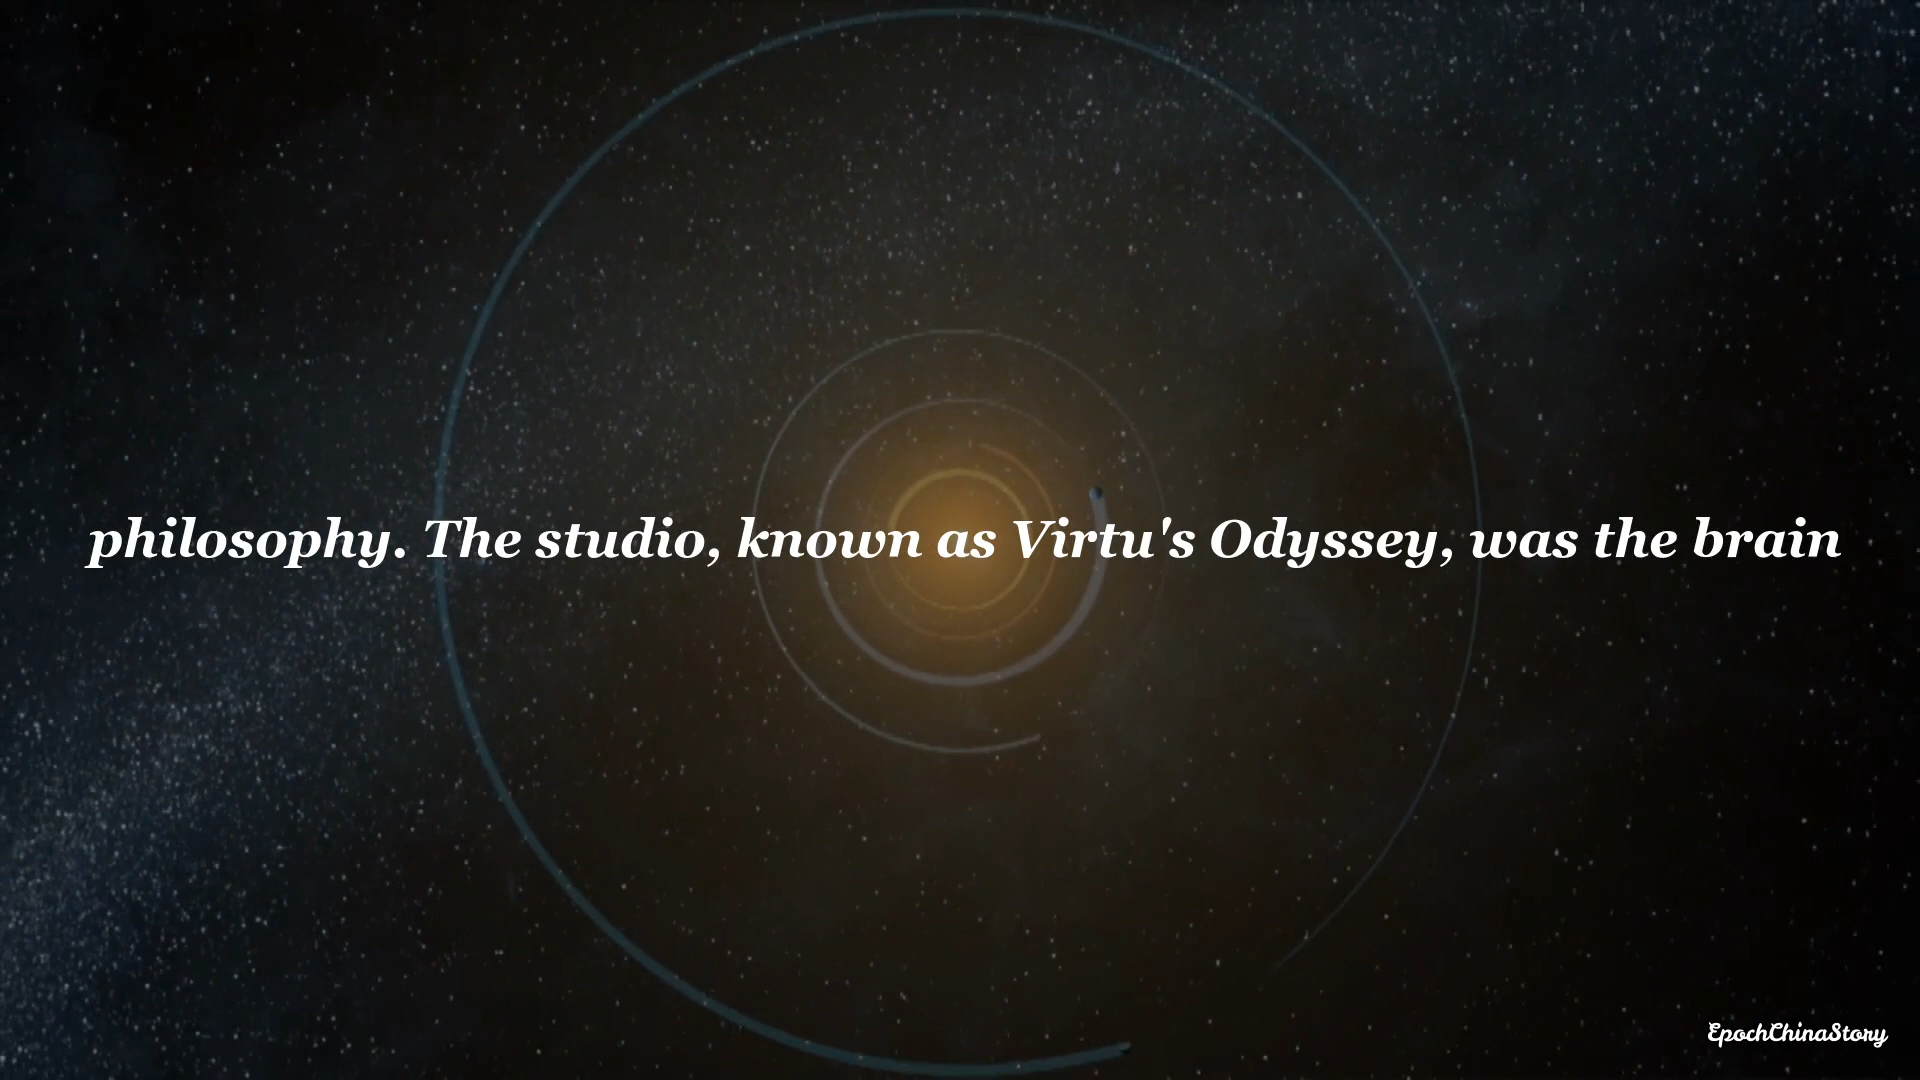 philosophy. The studio, known as Virtu's Odyssey, was the brain
EpochChinaStory